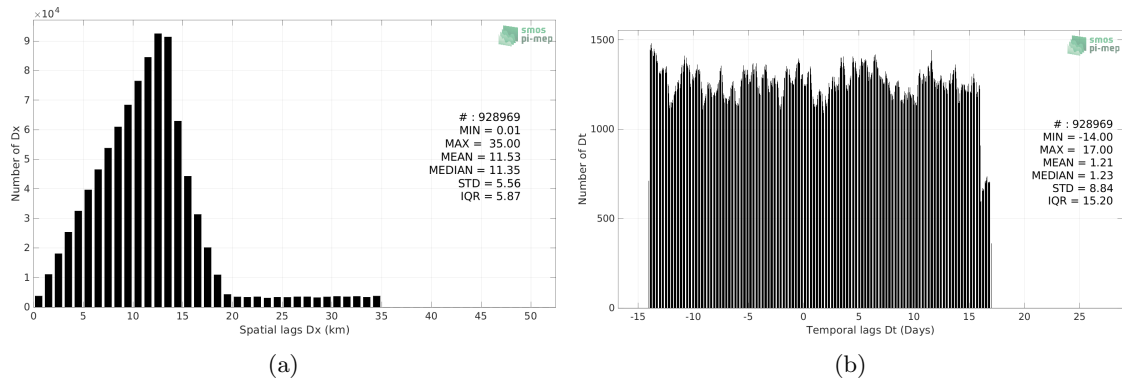 ×10⁴
9
8
7
6
5
4
3
2
1
0
Number of Dx
smos
pi-mep
# : 928969
MIN = 0.01
MAX = 35.00
MEAN = 11.53
MEDIAN = 11.35
STD = 5.56
IQR = 5.87
0 5 10 15 20 25 30 35 40 45 50
Spatial lags Dx (km)
(a)
1500
1000
500
0
Number of Dt
smos
pi-mep
# : 928969
MIN = -14.00
MAX = 17.00
MEAN = 1.21
MEDIAN = 1.23
STD = 8.84
IQR = 15.20
-15 -10 -5 0 5 10 15 20 25
Temporal lags Dt (Days)
(b)